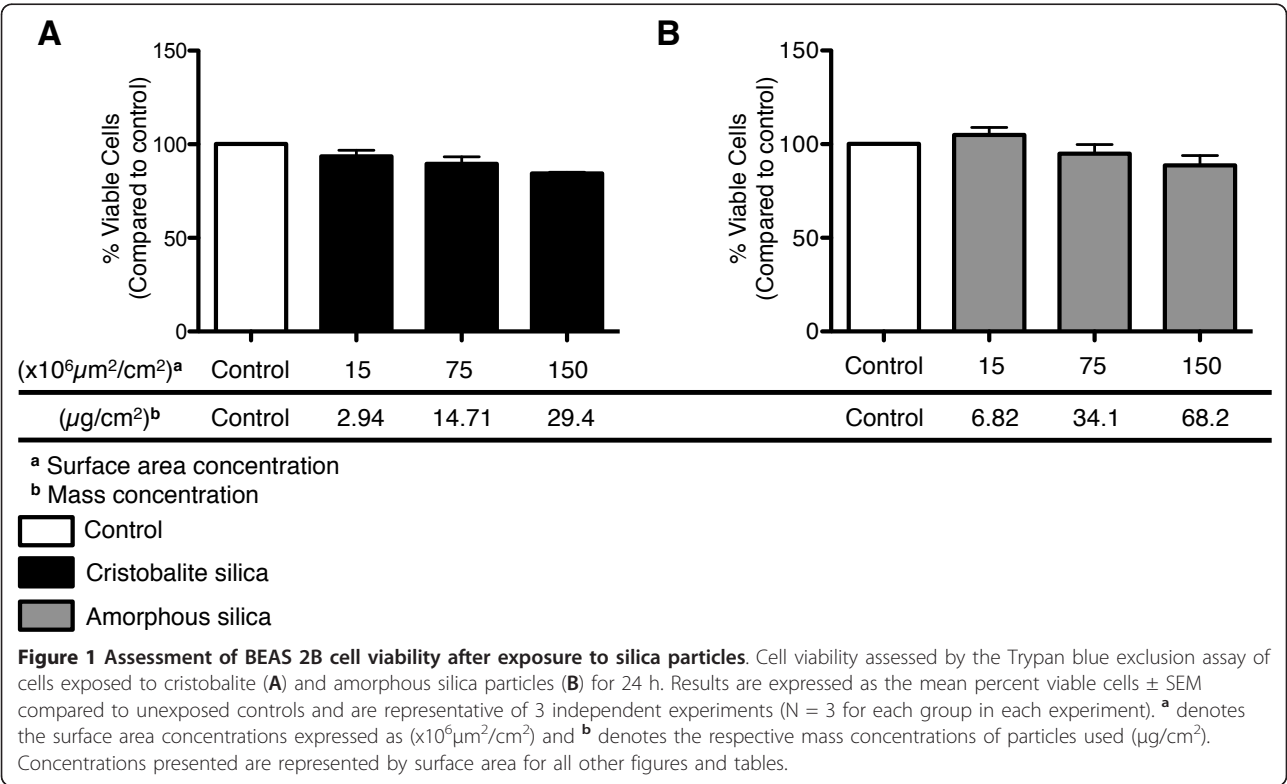 A
150
100
50
0
% Viable Cells
(Compared to control)
B
150
100
50
0
% Viable Cells
(Compared to control)
(x10⁶µm²/cm²)ᵃ Control 15 75 150 Control 15 75 150
(µg/cm²)ᵇ Control 2.94 14.71 29.4 Control 6.82 34.1 68.2
ᵃ Surface area concentration
ᵇ Mass concentration
Control
Cristobalite silica
Amorphous silica
Figure 1 Assessment of BEAS 2B cell viability after exposure to silica particles. Cell viability assessed by the Trypan blue exclusion assay of
cells exposed to cristobalite (A) and amorphous silica particles (B) for 24 h. Results are expressed as the mean percent viable cells ± SEM
compared to unexposed controls and are representative of 3 independent experiments (N = 3 for each group in each experiment). ᵃ denotes
the surface area concentrations expressed as (x10⁶µm²/cm²) and ᵇ denotes the respective mass concentrations of particles used (µg/cm²).
Concentrations presented are represented by surface area for all other figures and tables.